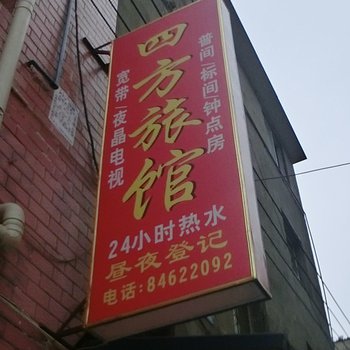 普间/标间/钟点房
四方旅馆
宽带/夜晶电视
24小时热水
昼夜登记
电话:84622092